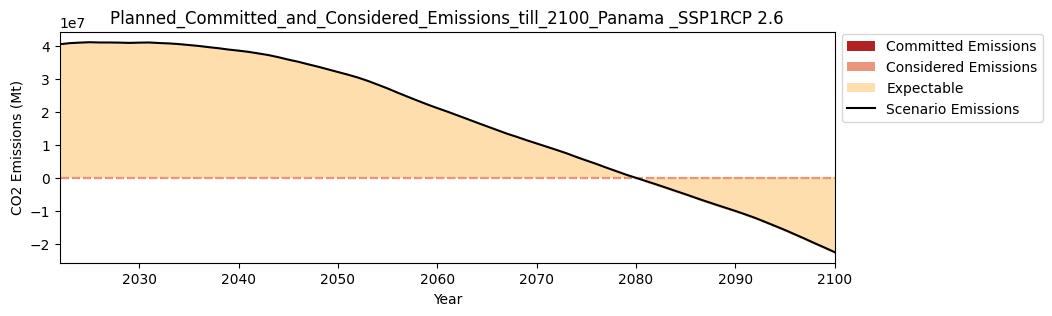 Planned_Committed_and_Considered_Emissions_till_2100_Panama _SSP1RCP 2.6
1e7
4
3
2
1
0
−1
−2
CO2 Emissions (Mt)
2030 2040 2050 2060 2070 2080 2090 2100
Year
Committed Emissions
Considered Emissions
Expectable
Scenario Emissions